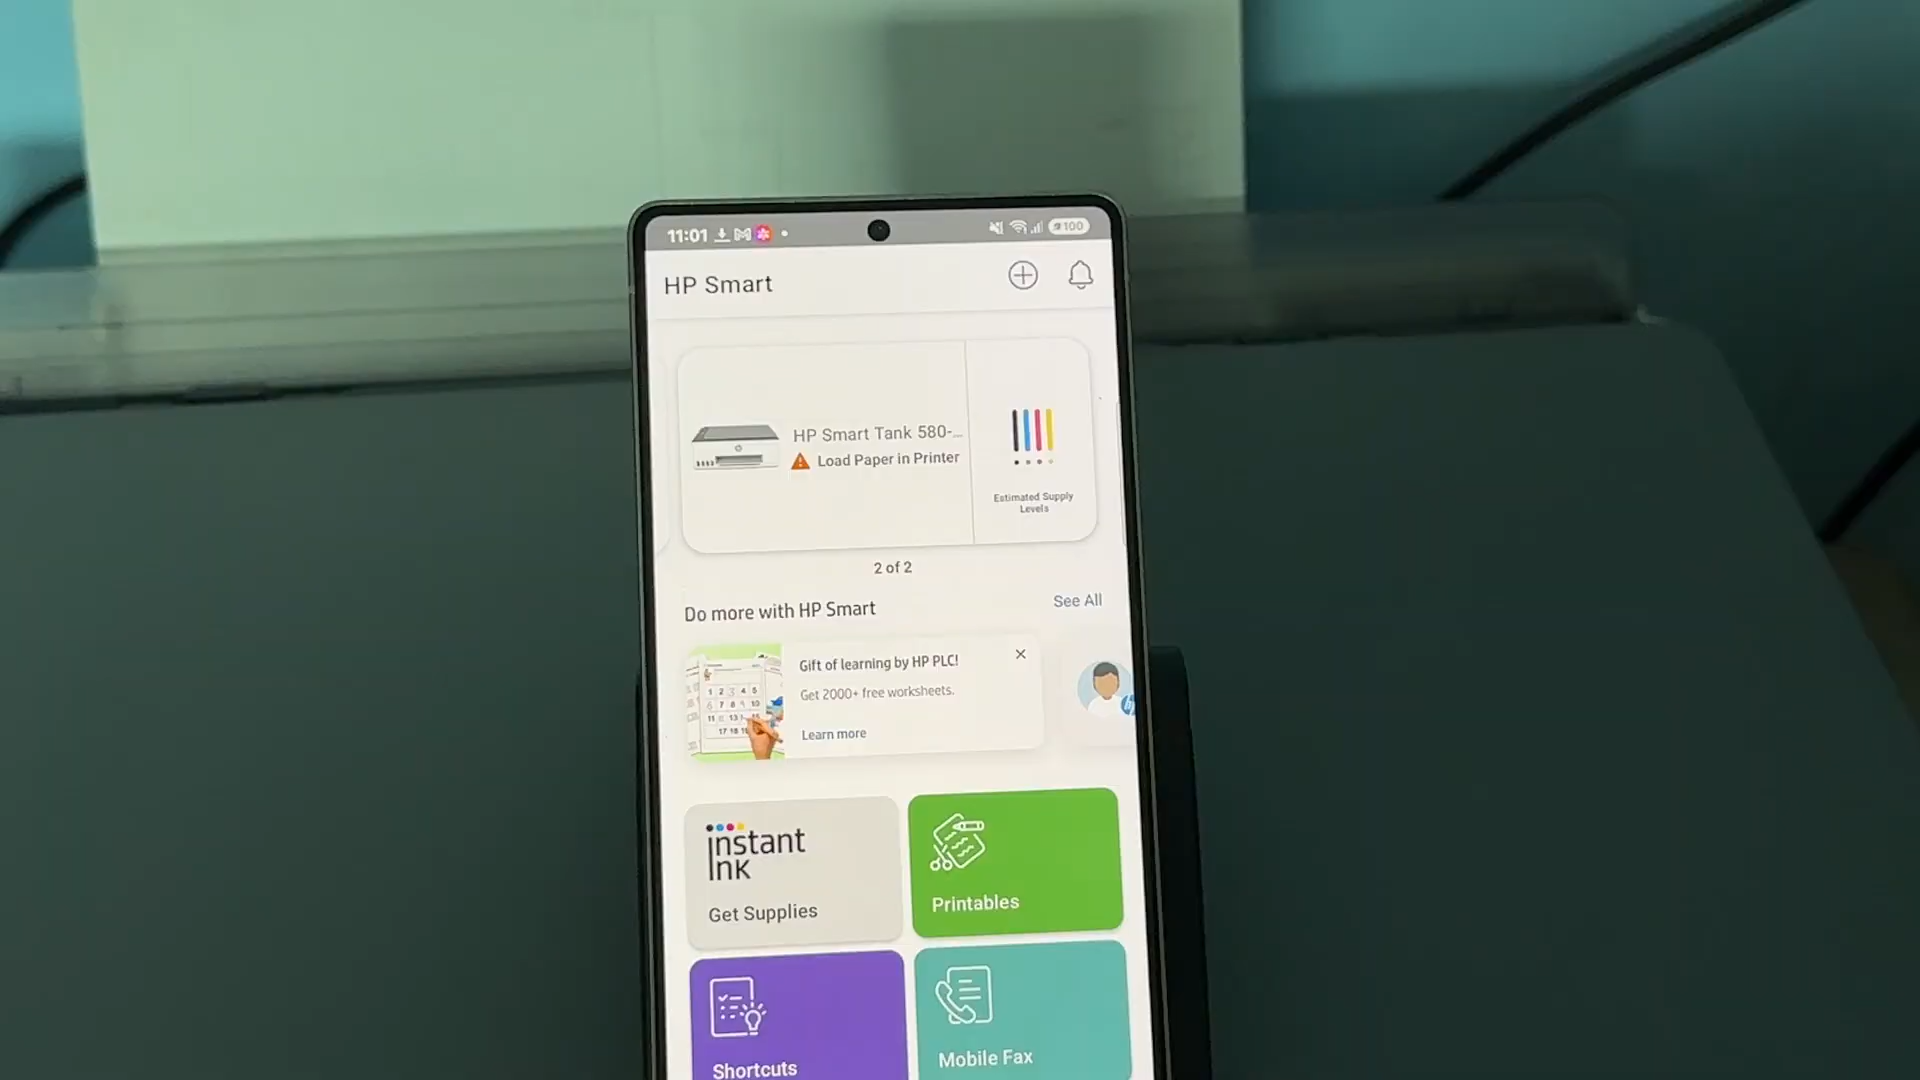 11:01
100
HP Smart
HP Smart Tank 580-...
Load Paper in Printer
Estimated Supply
Levels
2 of 2
Do more with HP Smart
See All
Gift of learning by HP PLC!
Get 2000+ free worksheets.
Learn more
instant
ink
Get Supplies
Printables
Shortcuts
Mobile Fax